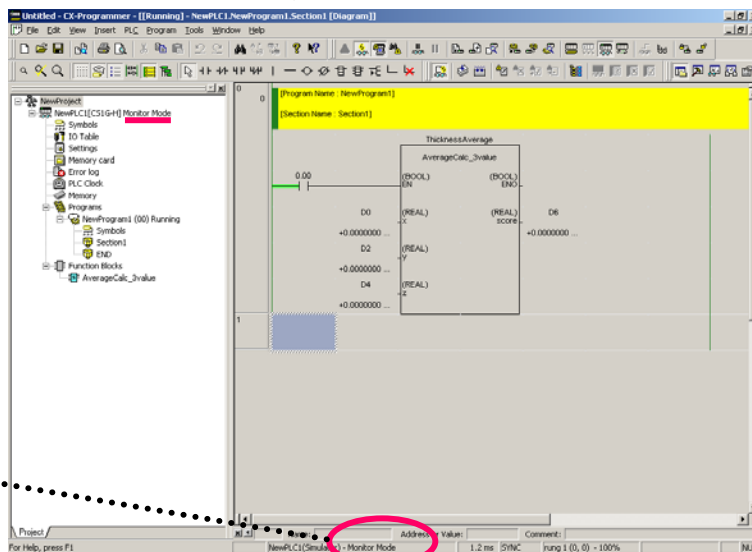 Untitled - CX-Programmer - [[Running] - NewPLC1.NewProgram1.Section1 [Diagram]]
File Edit View Insert PLC Program Tools Window Help
NewProject
NewPLC1[CS1G-H] Monitor Mode
Symbols
IO Table
Settings
Memory card
Error log
PLC Clock
Memory
Programs
NewProgram1 (00) Running
Symbols
Section1
END
Function Blocks
AverageCalc_3value
Project
0
0
[Program Name : NewProgram1]
[Section Name : Section1]
ThicknessAverage
AverageCalc_3value
0.00
(BOOL) (BOOL)
EN ENO
D0 (REAL) (REAL) D6
x score
+0.0000000 ... +0.0000000 ...
D2 (REAL)
y
+0.0000000 ...
D4 (REAL)
z
+0.0000000 ...
1
Address or Value: Comment:
For Help, press F1 NewPLC1(Simulator) - Monitor Mode 1.2 ms SYNC rung 1 (0, 0) - 100%